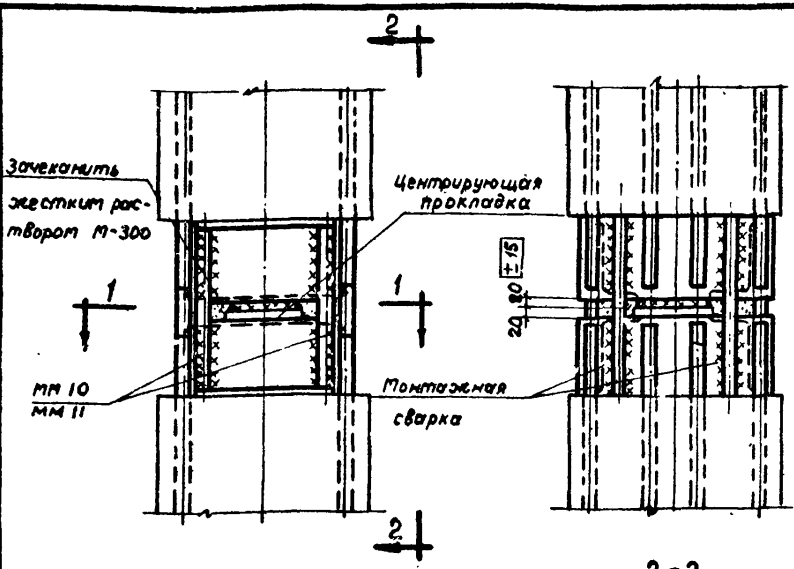 2
Зачеканить
жестким рас-
твором М-300
Центрирующая
прокладка
1
1
20
20
±15
мм 10
мм 11
Монтажная
сварка
2
2-2